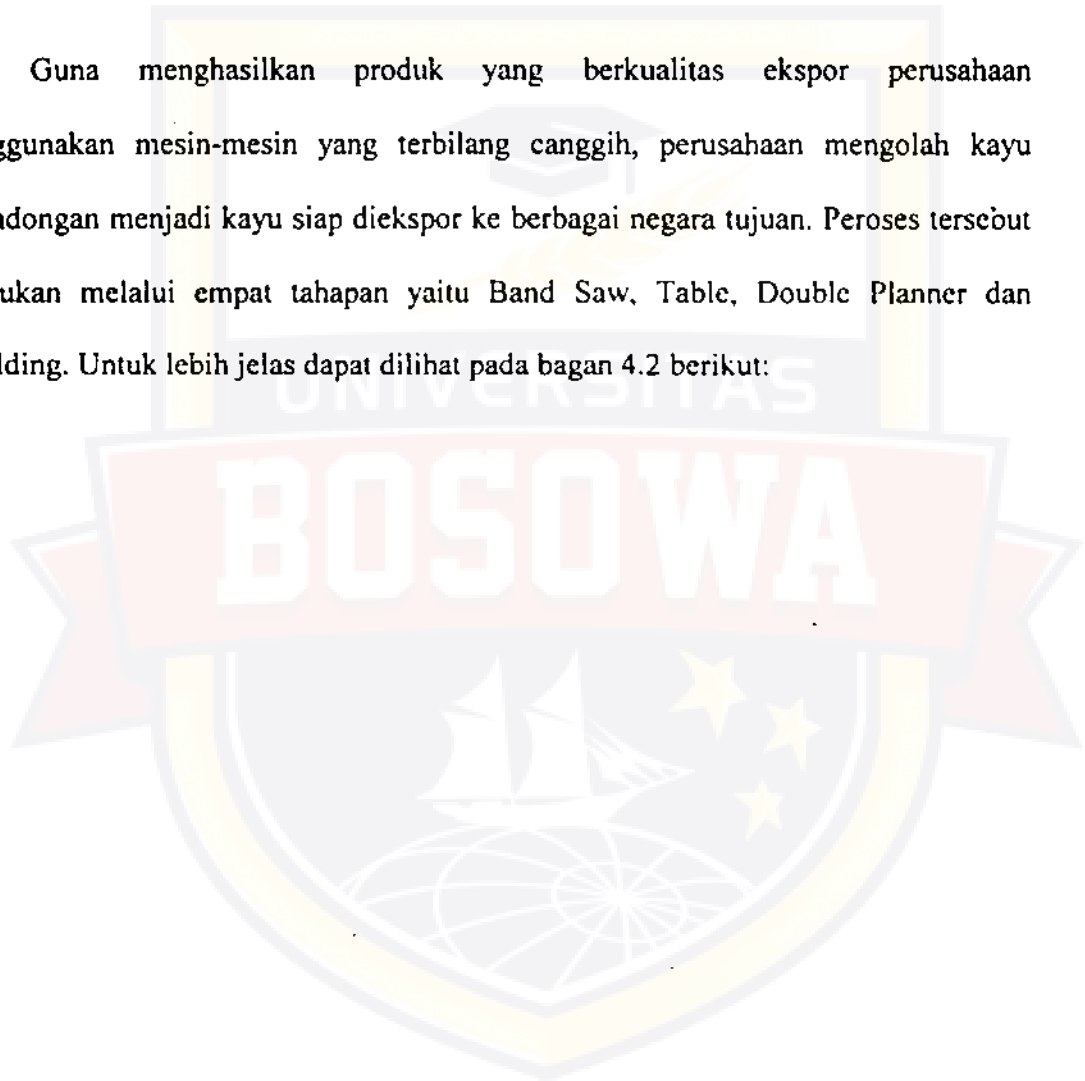 Guna menghasilkan produk yang berkualitas ekspor perusahaan
ggunakan mesin-mesin yang terbilang canggih, perusahaan mengolah kayu
dongan menjadi kayu siap diekspor ke berbagai negara tujuan. Peroses tersebut
ukan melalui empat tahapan yaitu Band Saw, Table, Double Planner dan
lding. Untuk lebih jelas dapat dilihat pada bagan 4.2 berikut:
UNIVERSITAS
BOSOWA